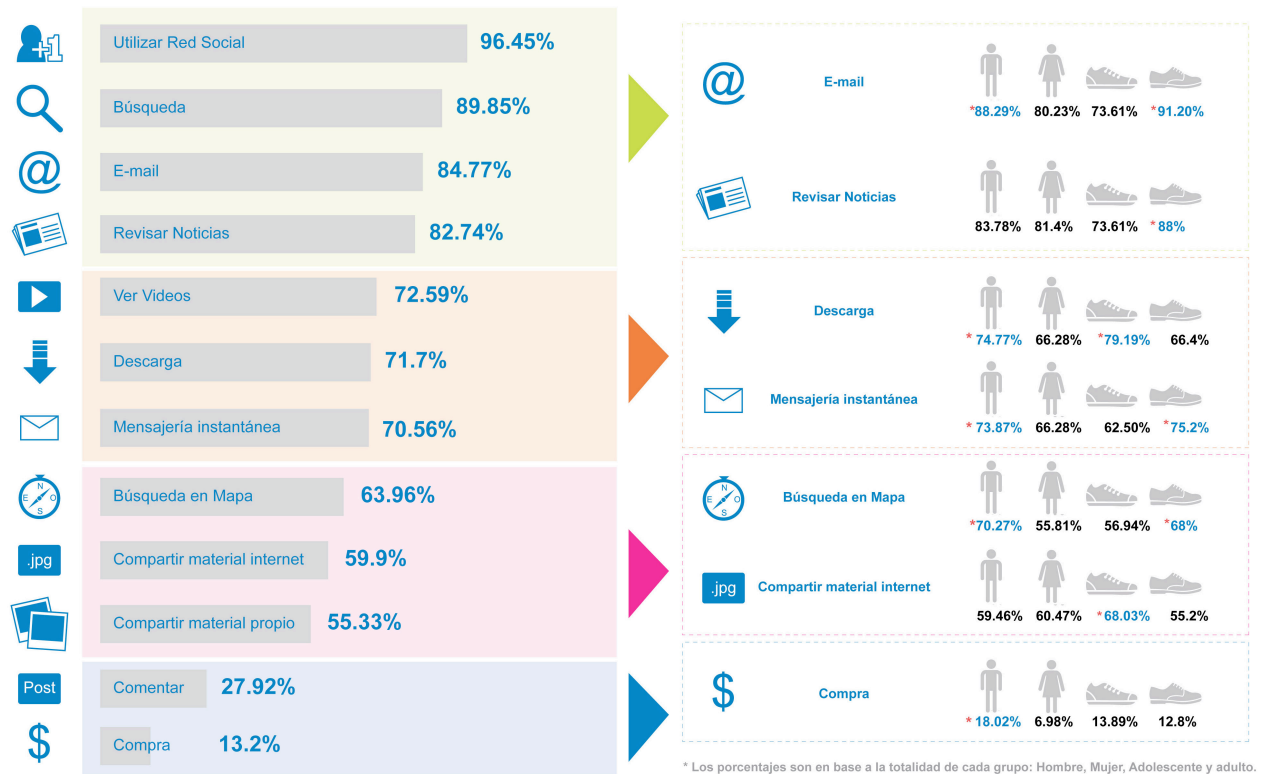 +1
Utilizar Red Social 96.45%
Búsqueda 89.85%
@ E-mail 84.77%
Revisar Noticias 82.74%
Ver Videos 72.59%
Descarga 71.7%
Mensajería instantánea 70.56%
N
E O
S
Búsqueda en Mapa 63.96%
.jpg Compartir material internet 59.9%
Compartir material propio 55.33%
Post Comentar 27.92%
$ Compra 13.2%
@ E-mail
*88.29% 80.23% 73.61% *91.20%
Revisar Noticias
83.78% 81.4% 73.61% *88%
Descarga
* 74.77% 66.28% *79.19% 66.4%
Mensajería instantánea
* 73.87% 66.28% 62.50% *75.2%
N
E O
S
Búsqueda en Mapa
*70.27% 55.81% 56.94% *68%
.jpg Compartir material internet
59.46% 60.47% *68.03% 55.2%
$ Compra
* 18.02% 6.98% 13.89% 12.8%
* Los porcentajes son en base a la totalidad de cada grupo: Hombre, Mujer, Adolescente y adulto.